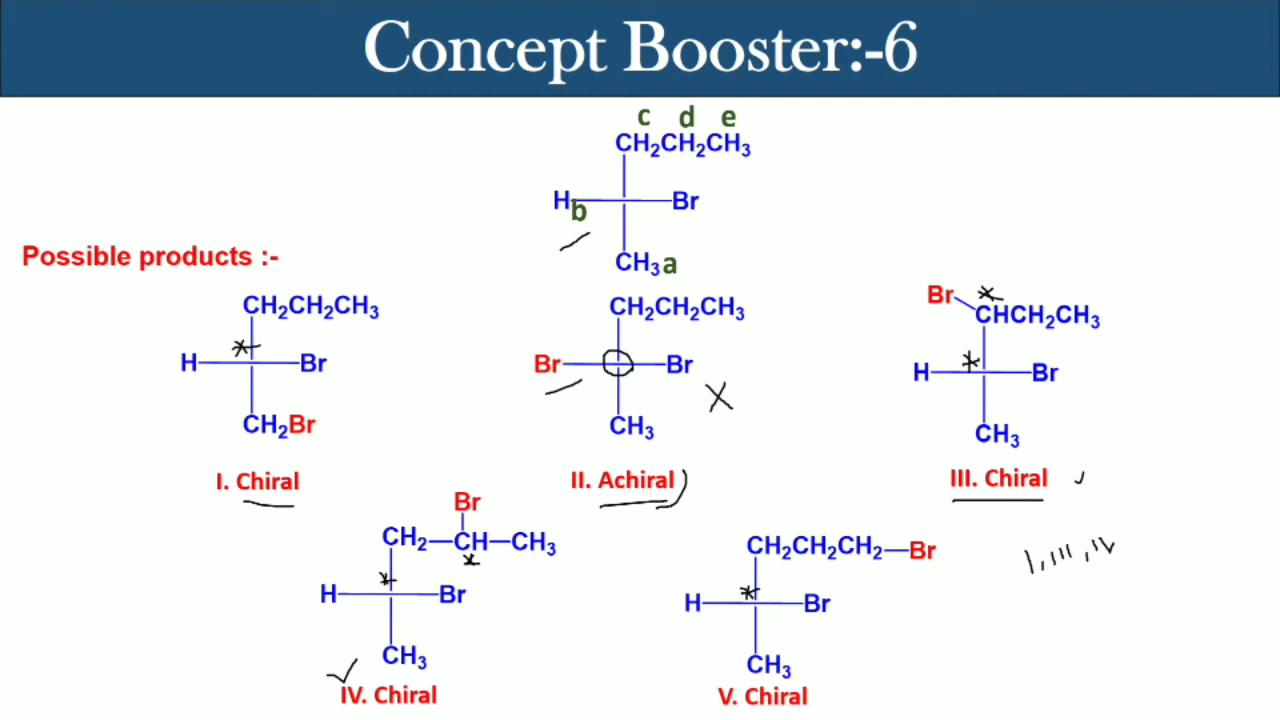 Concept Booster:-6
c d e
CH₂CH₂CH₃
H Br
b
CH₃ a
Possible products :-
CH₂CH₂CH₃
H Br
CH₂Br
I. Chiral
CH₂CH₂CH₃
Br Br
CH₃
II. Achiral
Br
CHCH₂CH₃
H Br
CH₃
III. Chiral
I, III, IV
Br
CH₂—CH—CH₃
H Br
CH₃
IV. Chiral
CH₂CH₂CH₂—Br
H Br
CH₃
V. Chiral